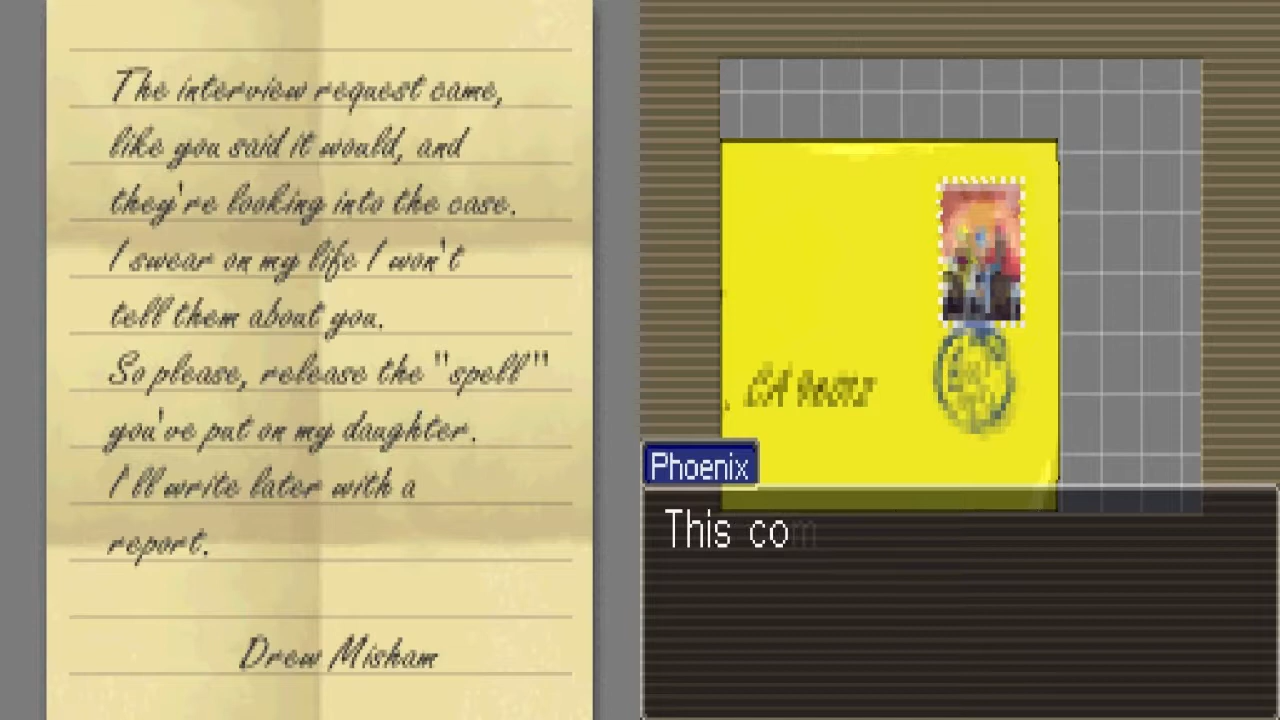 The interview request came,
like you said it would, and
they're looking into the case.
I swear on my life I won't
tell them about you.
So please, release the "spell"
you've put on my daughter.
I'll write later with a
report.
Drew Misham
, CA
Phoenix
This com